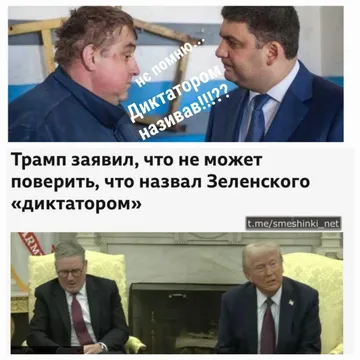 не помню...
Диктатором
називав!!!??
Трамп заявил, что не может
поверить, что назвал Зеленского
«диктатором»
t.me/smeshinki_net